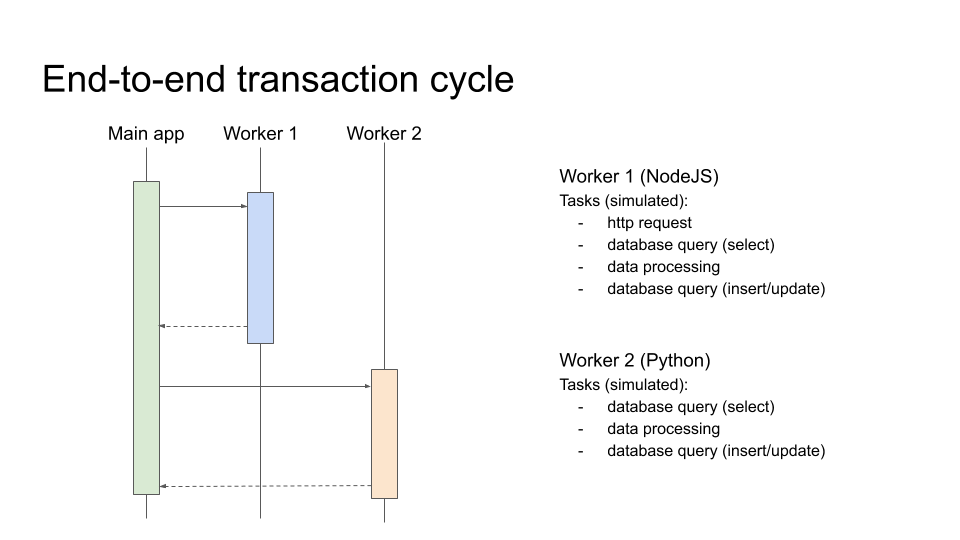 End-to-end transaction cycle
Main app
Worker 1
Worker 2
Worker 1 (NodeJS)
Tasks (simulated):
- http request
- database query (select)
- data processing
- database query (insert/update)
Worker 2 (Python)
Tasks (simulated):
- database query (select)
- data processing
- database query (insert/update)